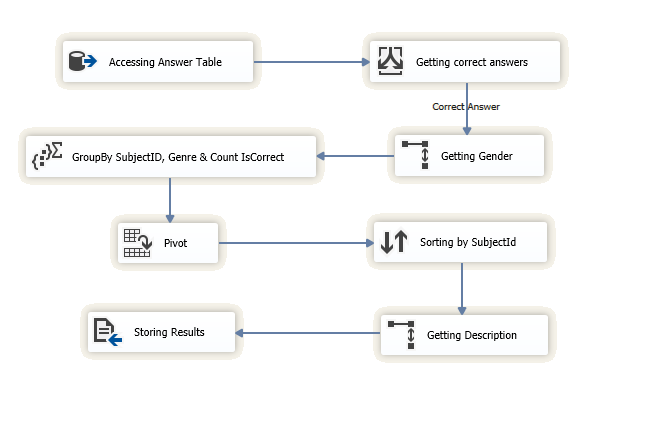 Accessing Answer Table
Getting correct answers
Correct Answer
Getting Gender
GroupBy SubjectID, Genre & Count IsCorrect
Pivot
Sorting by SubjectId
Getting Description
Storing Results